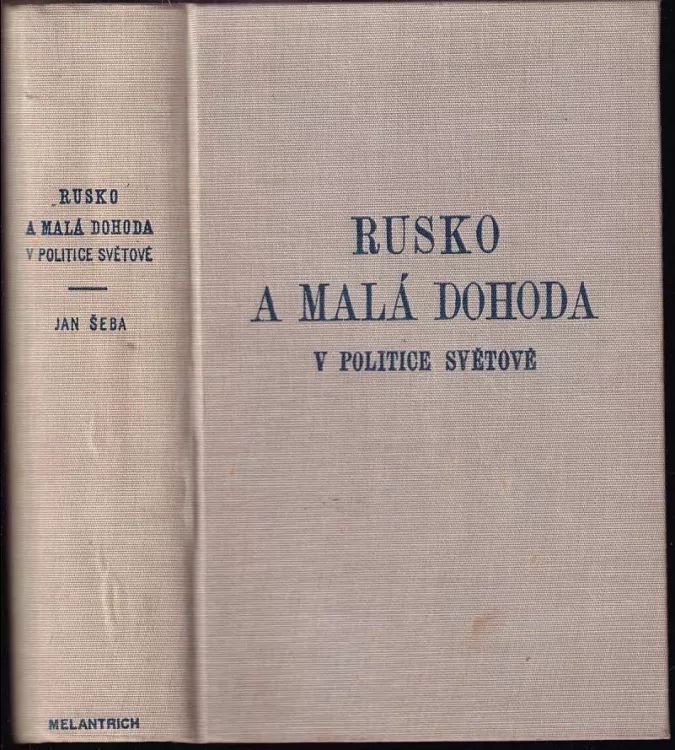 RUSKO
A MALÁ DOHODA
V POLITICE SVĚTOVÉ
JAN ŠEBA
MELANTRICH
RUSKO
A MALÁ DOHODA
V POLITICE SVĚTOVÉ